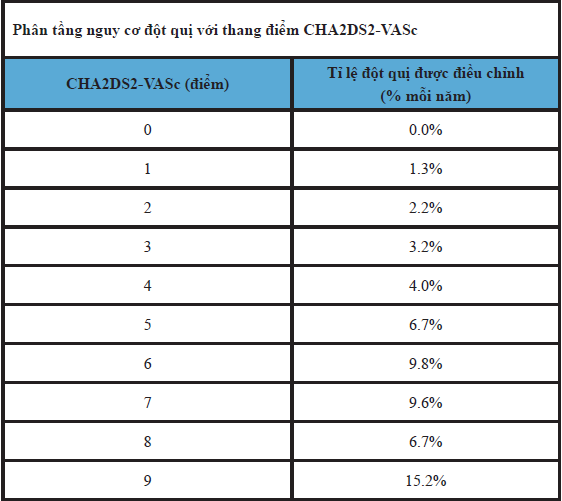 Phân tầng nguy cơ đột quị với thang điểm CHA2DS2-VASc
CHA2DS2-VASc (điểm)
Tỉ lệ đột quị được điều chỉnh
(% mỗi năm)
0 0.0%
1 1.3%
2 2.2%
3 3.2%
4 4.0%
5 6.7%
6 9.8%
7 9.6%
8 6.7%
9 15.2%